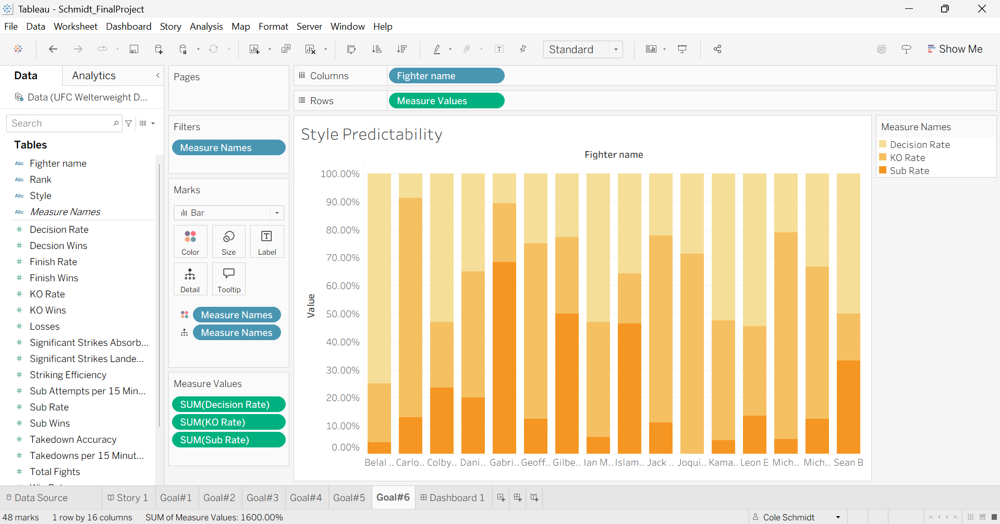 Tableau - Schmidt_FinalProject
File Data Worksheet Dashboard Story Analysis Map Format Server Window Help
Standard
Show Me
Data
Analytics
Data (UFC Welterweight D...
Search
Tables
Abc Fighter name
Abc Rank
Abc Style
Abc Measure Names
# Decision Rate
# Decsion Wins
# Finish Rate
# Finish Wins
# KO Rate
# KO Wins
# Losses
# Significant Strikes Absorb...
# Significant Strikes Lande...
# Striking Efficiency
# Sub Attempts per 15 Min...
# Sub Rate
# Sub Wins
# Takedown Accuracy
# Takedowns per 15 Minut...
# Total Fights
Pages
Filters
Measure Names
Marks
Bar
Color
Size
Label
Detail
Tooltip
Measure Names
Measure Names
Measure Values
SUM(Decision Rate)
SUM(KO Rate)
SUM(Sub Rate)
Columns
Fighter name
Rows
Measure Values
Style Predictability
Fighter name
100.00%
90.00%
80.00%
70.00%
60.00%
50.00%
40.00%
30.00%
20.00%
10.00%
0.00%
Value
Belal .. Carlo.. Colby.. Dani.. Gabri.. Geoff.. Gilbe.. Ian M.. Islam.. Jack .. Joqui.. Kama.. Leon E Mich.. Mich.. Sean B
Measure Names
Decision Rate
KO Rate
Sub Rate
Data Source
Story 1
Goal#1
Goal#2
Goal#3
Goal#4
Goal#5
Goal#6
Dashboard 1
48 marks
1 row by 16 columns
SUM of Measure Values: 1600.00%
Cole Schmidt